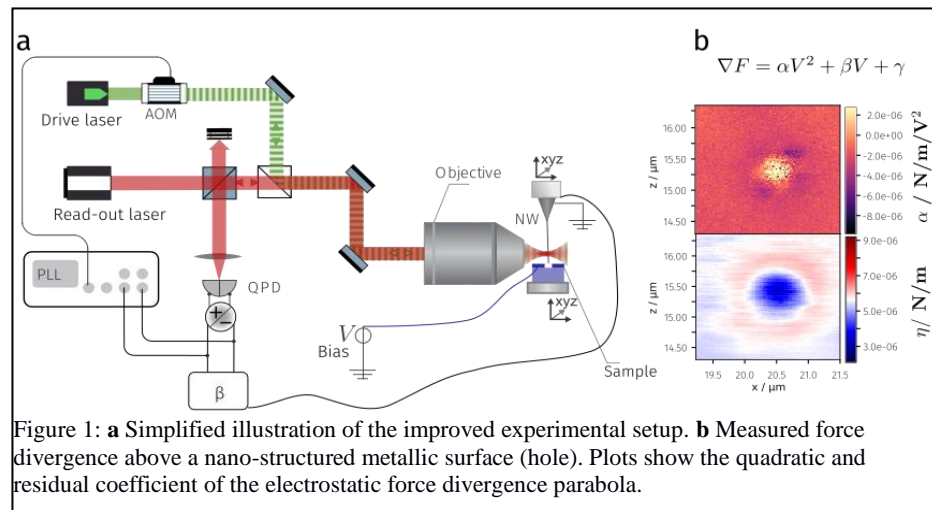 a
b
∇F = αV² + βV + γ
Drive laser
AOM
Read-out laser
Objective
xyz
NW
PLL
QPD
V
Bias
β
xyz
Sample
16.00
15.50
15.00
14.50
z / μm
2.0e-06
0.0e+00
-2.0e-06
-4.0e-06
-6.0e-06
-8.0e-06
α / N/m/V²
16.00
15.50
15.00
14.50
z / μm
9.0e-06
7.0e-06
5.0e-06
3.0e-06
η/ N/m
19.5 20.0 20.5 21.0 21.5
x / μm
Figure 1: a Simplified illustration of the improved experimental setup. b Measured force
divergence above a nano-structured metallic surface (hole). Plots show the quadratic and
residual coefficient of the electrostatic force divergence parabola.